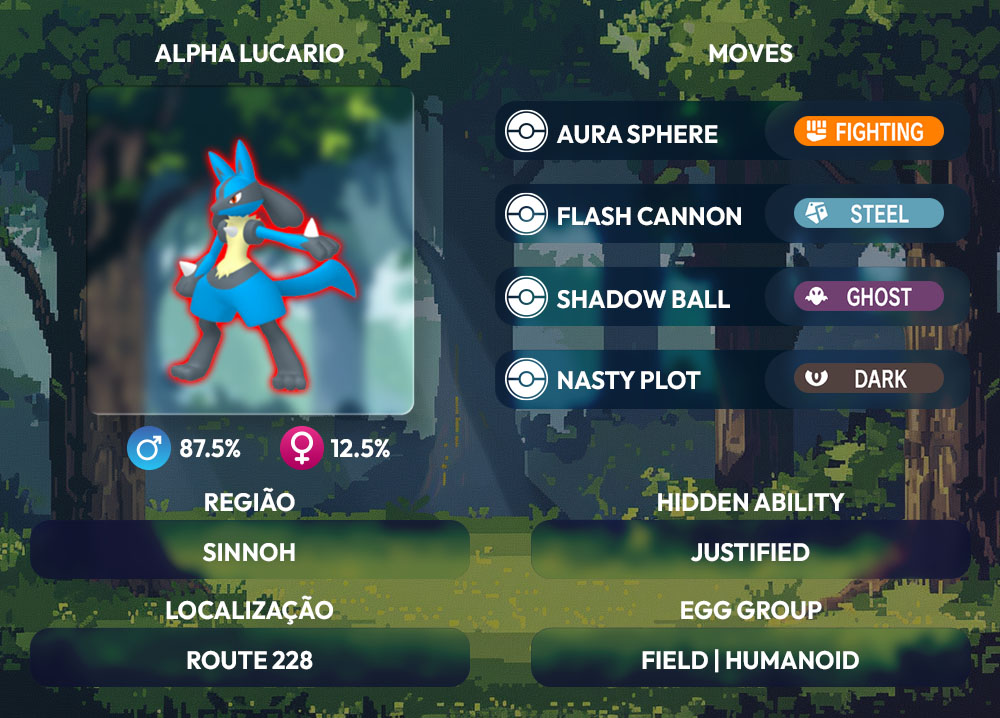 ALPHA LUCARIO
87.5% 12.5%
MOVES
AURA SPHERE FIGHTING
FLASH CANNON STEEL
SHADOW BALL GHOST
NASTY PLOT DARK
REGIÃO
SINNOH
HIDDEN ABILITY
JUSTIFIED
LOCALIZAÇÃO
ROUTE 228
EGG GROUP
FIELD | HUMANOID